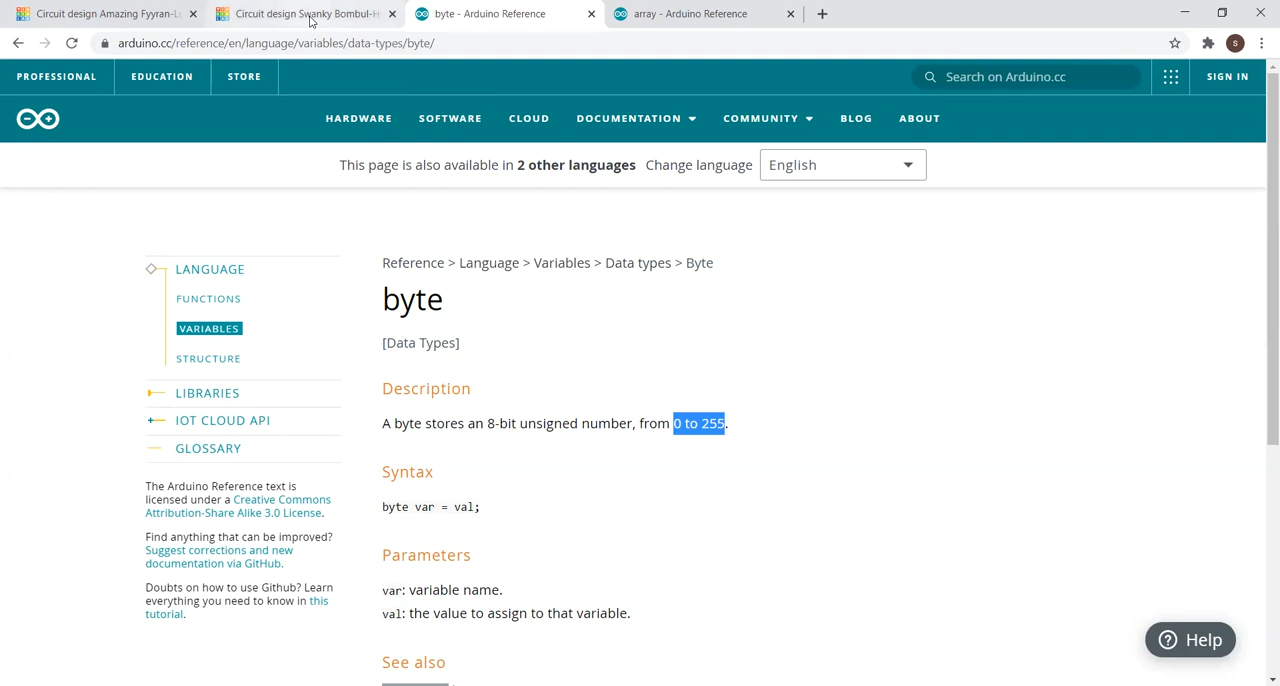 Circuit design Amazing Fyyran-L
Circuit design Swanky Bombul-H
byte - Arduino Reference
array - Arduino Reference
arduino.cc/reference/en/language/variables/data-types/byte/
S
PROFESSIONAL
EDUCATION
STORE
Search on Arduino.cc
SIGN IN
HARDWARE
SOFTWARE
CLOUD
DOCUMENTATION
COMMUNITY
BLOG
ABOUT
This page is also available in 2 other languages Change language English
LANGUAGE
FUNCTIONS
VARIABLES
STRUCTURE
LIBRARIES
IOT CLOUD API
GLOSSARY
The Arduino Reference text is
licensed under a Creative Commons
Attribution-Share Alike 3.0 License.
Find anything that can be improved?
Suggest corrections and new
documentation via GitHub.
Doubts on how to use Github? Learn
everything you need to know in this
tutorial.
Reference > Language > Variables > Data types > Byte
byte
[Data Types]
Description
A byte stores an 8-bit unsigned number, from 0 to 255.
Syntax
byte var = val;
Parameters
var: variable name.
val: the value to assign to that variable.
See also
Help